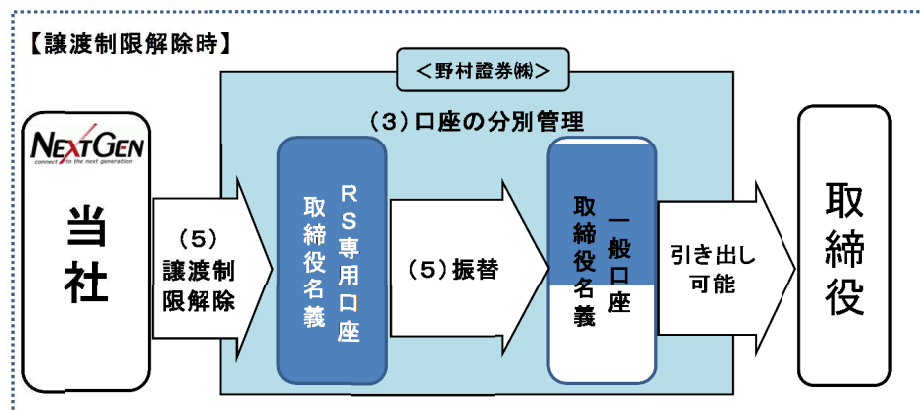 【譲渡制限解除時】
＜野村證券㈱＞
（３）口座の分別管理
NEXTGEN
connect to the next generation
当社
（５）
譲渡制
限解除
ＲＳ専用口座
取締役名義
（５）振替
一般口座
取締役名義
引き出し
可能
取締役